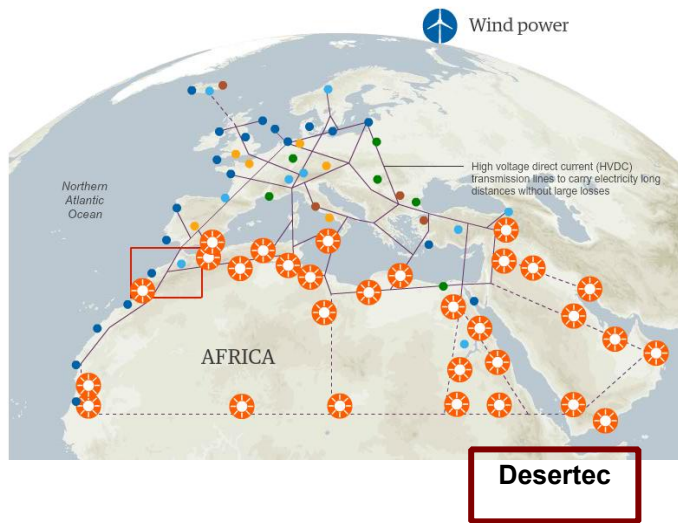 Wind power
High voltage direct current (HVDC)
transmission lines to carry electricity long
distances without large losses
Northern
Atlantic
Ocean
AFRICA
Desertec